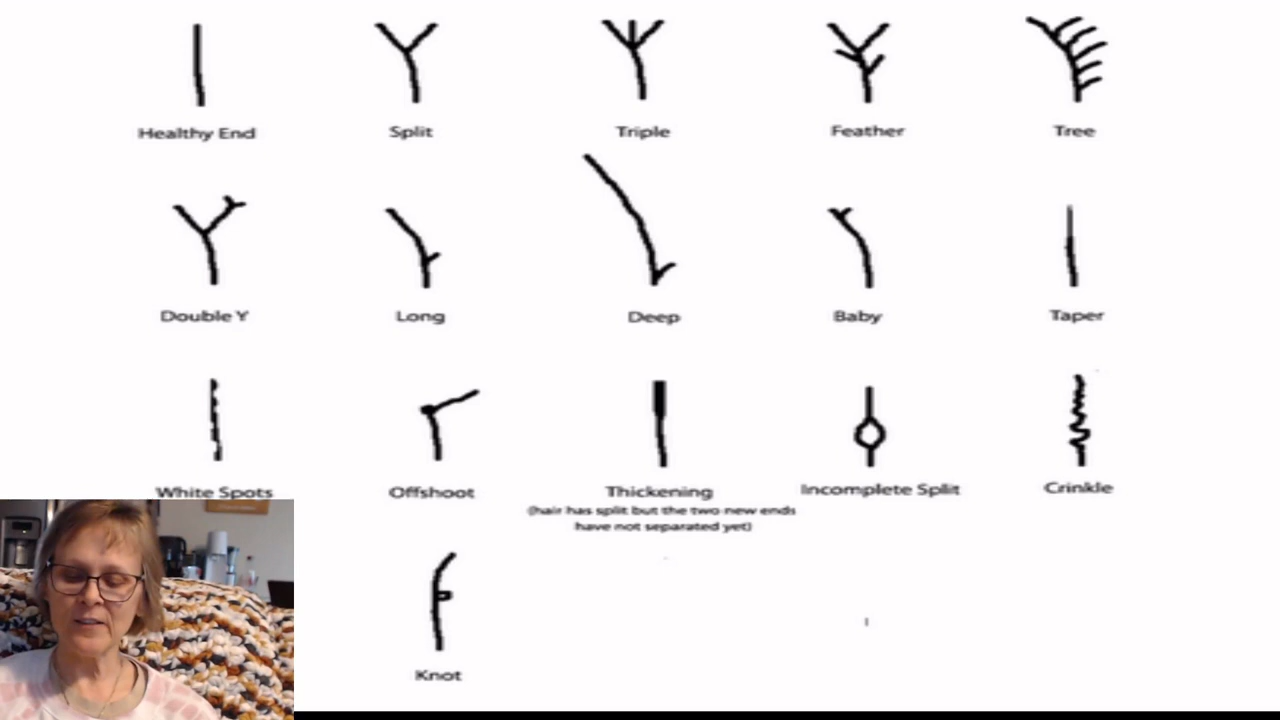 Healthy End
Split
Triple
Feather
Tree
Double Y
Long
Deep
Baby
Taper
White Spots
Offshoot
Thickening
(hair has split but the two new ends
have not separated yet)
Incomplete Split
Crinkle
Knot